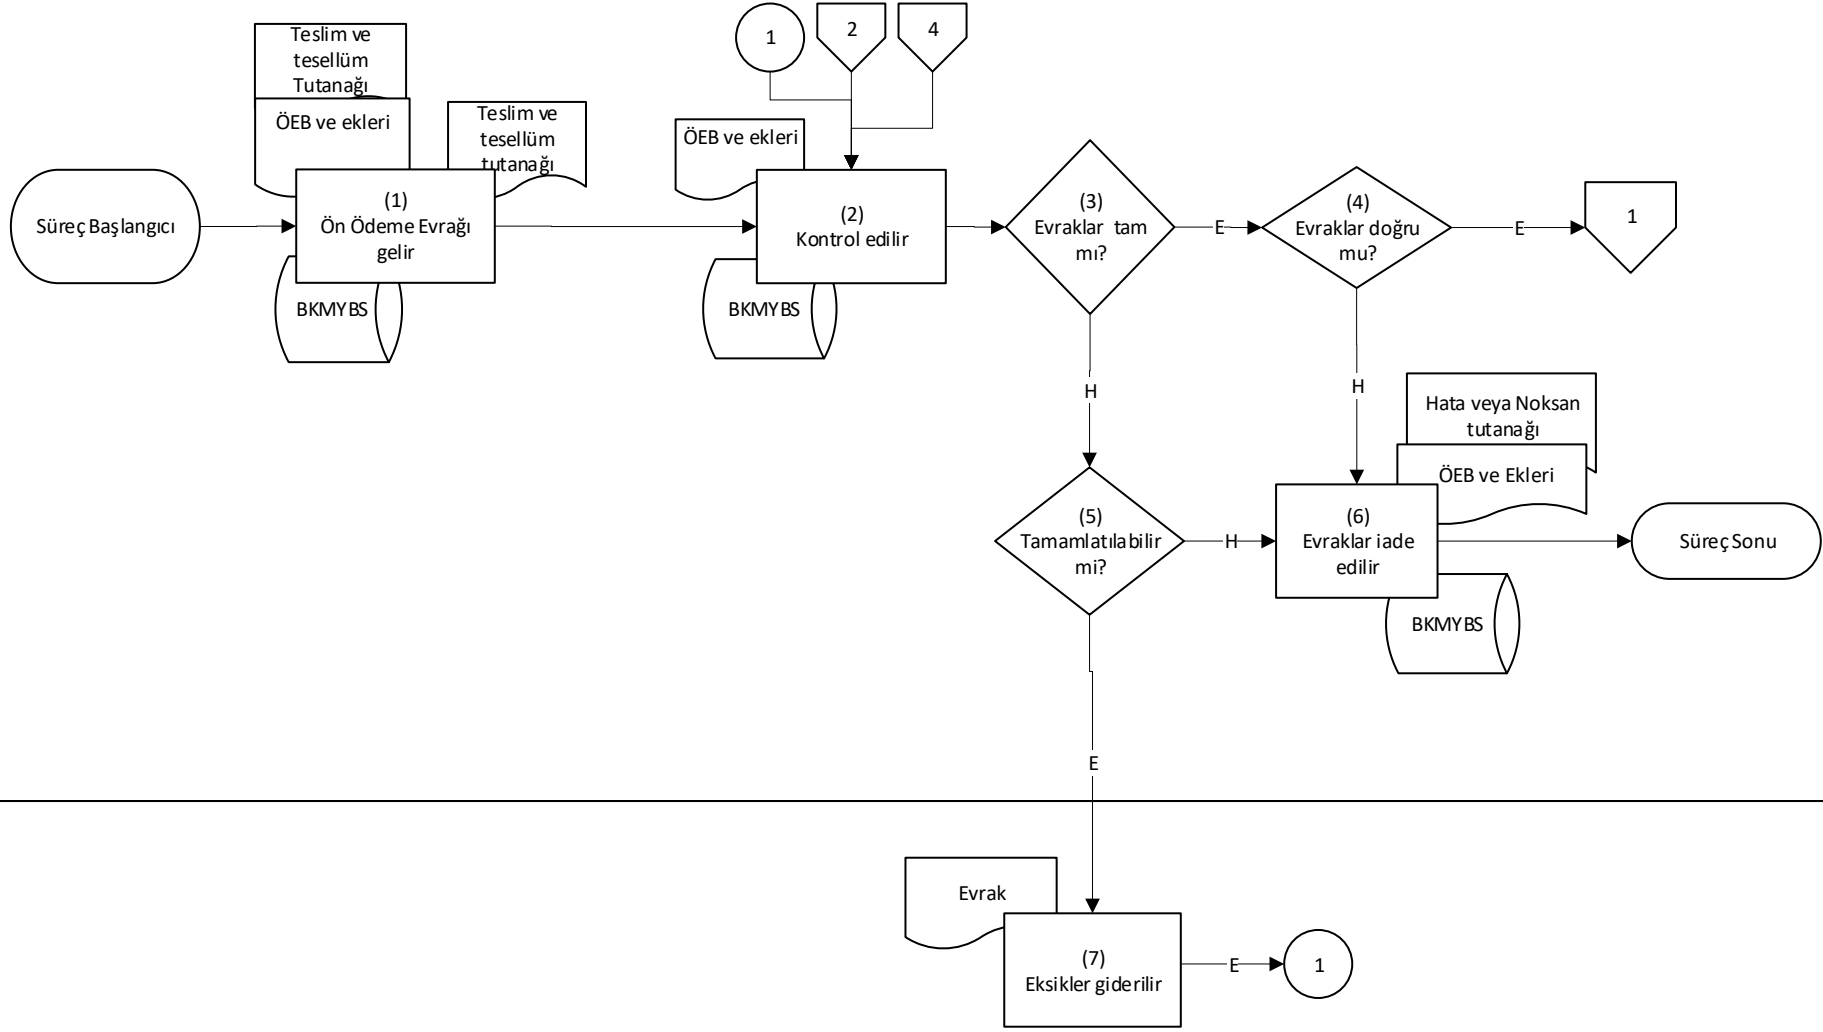 Teslim ve
tesellüm
Tutanağı
ÖEB ve ekleri
Teslim ve
tesellüm
tutanağı
1
2
4
ÖEB ve ekleri
Süreç Başlangıcı
(1)
Ön Ödeme Evrağı
gelir
BKMYBS
(2)
Kontrol edilir
BKMYBS
(3)
Evraklar tam
mı?
E
(4)
Evraklar doğru
mu?
E
1
H
H
Hata veya Noksan
tutanağı
ÖEB ve Ekleri
(5)
Tamamlatılabilir
mi?
H
(6)
Evraklar iade
edilir
Süreç Sonu
BKMYBS
E
Evrak
(7)
Eksikler giderilir
E
1